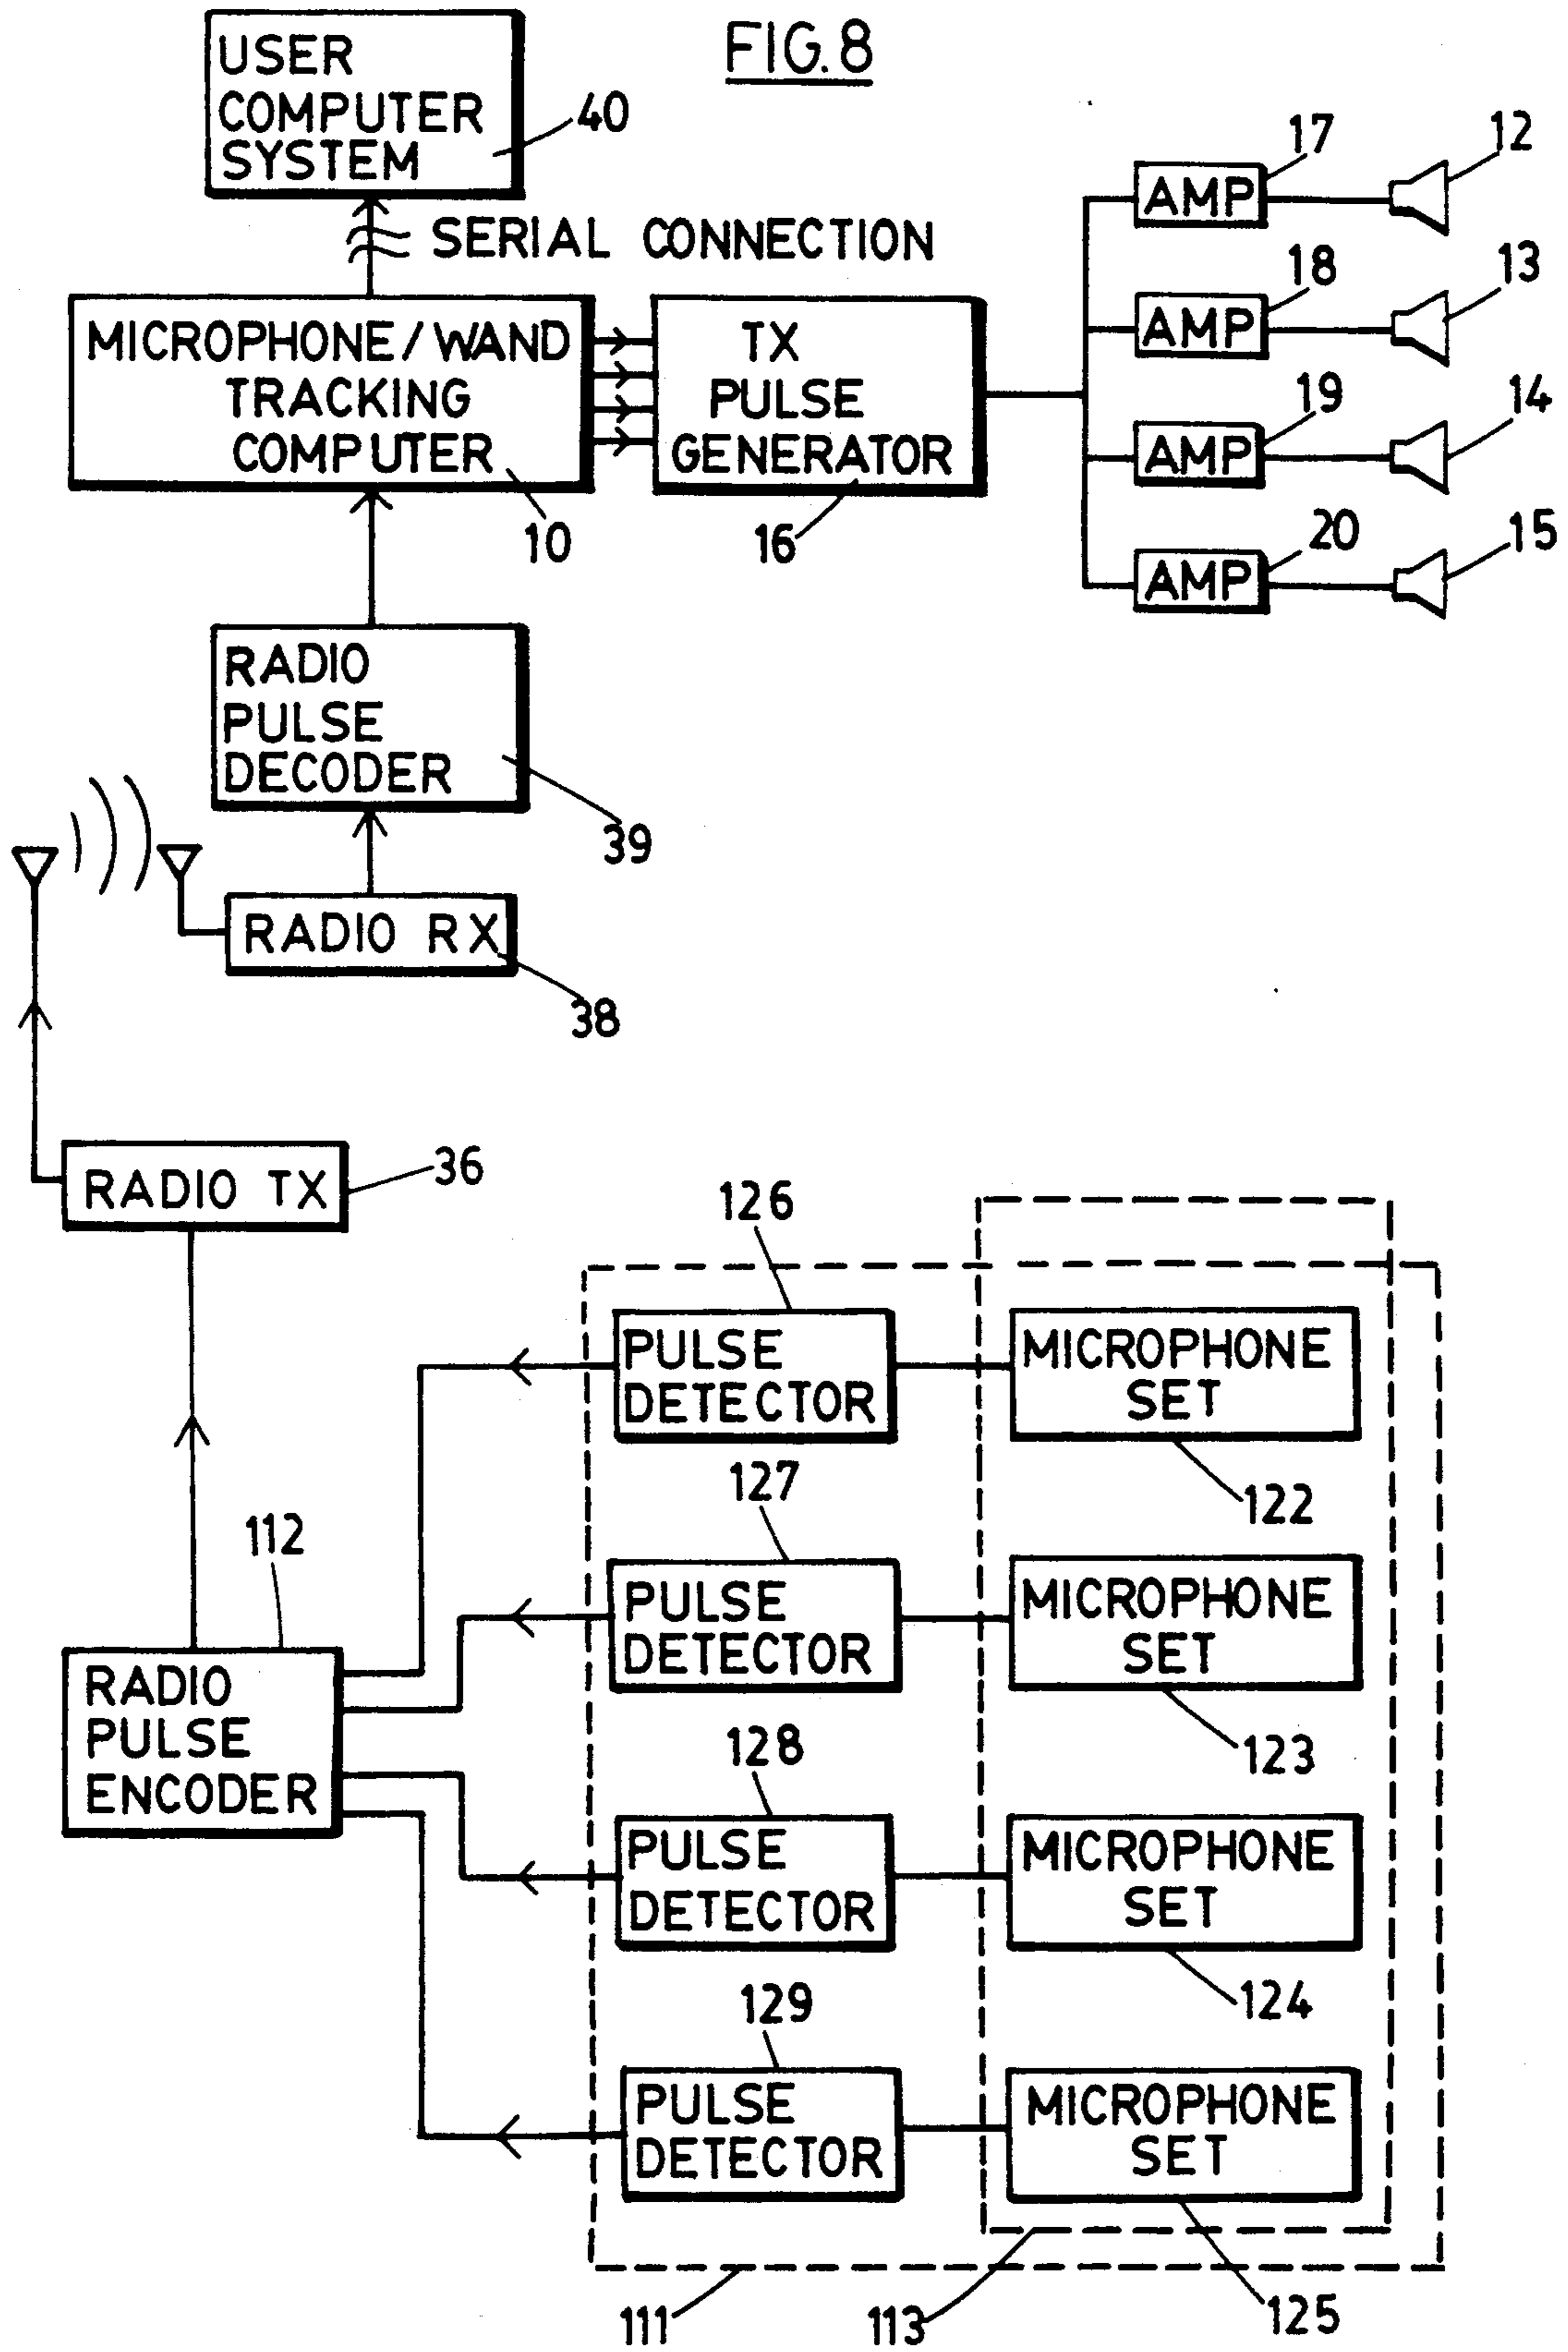 FIG. 8
USER
COMPUTER
SYSTEM
40
SERIAL CONNECTION
MICROPHONE/WAND
TRACKING
COMPUTER
10
TX
PULSE
GENERATOR
16
AMP
17
12
AMP
18
13
AMP
19
14
AMP
20
15
RADIO
PULSE
DECODER
39
RADIO RX
38
RADIO TX
36
126
PULSE
DETECTOR
MICROPHONE
SET
122
127
PULSE
DETECTOR
MICROPHONE
SET
123
112
RADIO
PULSE
ENCODER
128
PULSE
DETECTOR
MICROPHONE
SET
124
129
PULSE
DETECTOR
MICROPHONE
SET
125
111
113